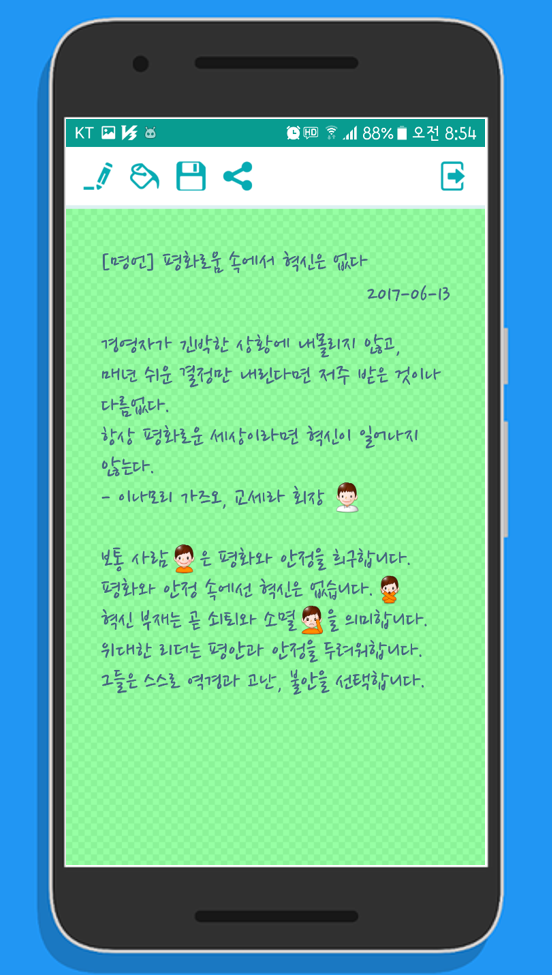 KT 88% 오전 8:54
[명언] 평화로움 속에서 혁신은 없다
2017-06-13
경영자가 긴박한 상황에 내몰리지 않고,
매년 쉬운 결정만 내린다면 저주 받은 것이나
다름없다.
항상 평화로운 세상이라면 혁신이 일어나지
않는다.
- 이나모리 가즈오, 교세라 회장
보통 사람은 평화와 안정을 희구합니다.
평화와 안정 속에선 혁신은 없습니다.
혁신 부재는 곧 쇠퇴와 소멸을 의미합니다.
위대한 리더는 평안과 안정을 두려워합니다.
그들은 스스로 역경과 고난, 불안을 선택합니다.